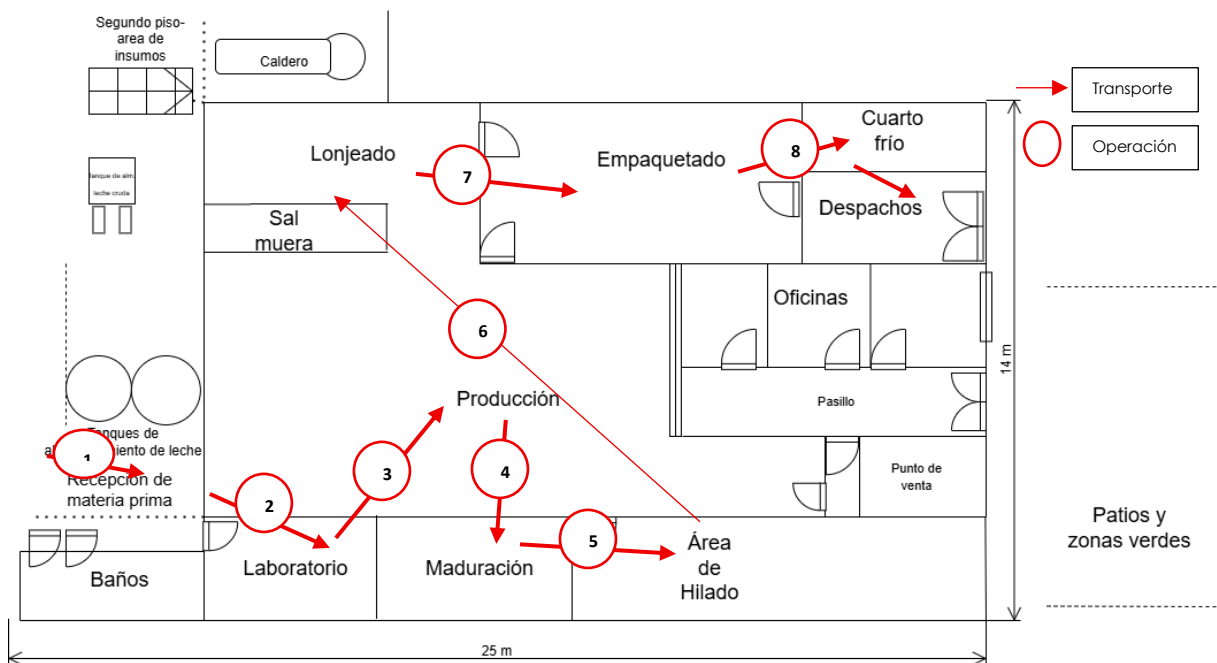 Segundo piso-
area de
insumos
Caldero
Transporte
Operación
Cuarto
frío
Lonjeado
Empaquetado
7
8
Tanque de alm.
leche cruda
Despachos
Sal
muera
Oficinas
6
14 m
Producción
Pasillo
Tanques de
miento de leche
1
3
4
Recepción de
materia prima
Punto de
venta
2
5
Área
de
Hilado
Patios y
zonas verdes
Baños
Laboratorio
Maduración
25 m